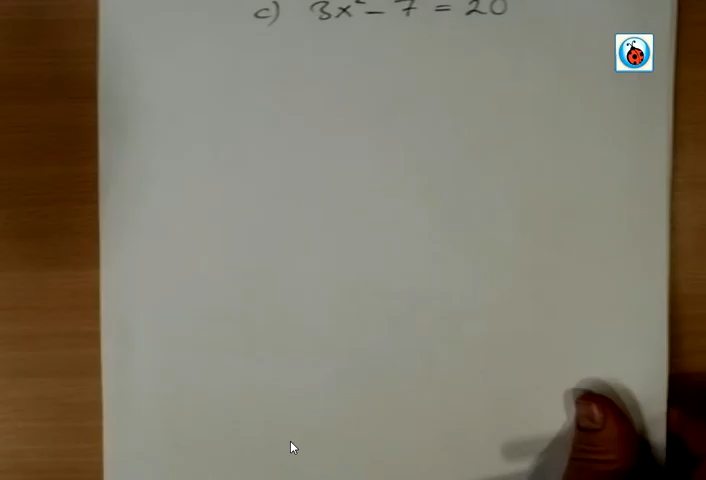 c) 3x² - 7 = 20